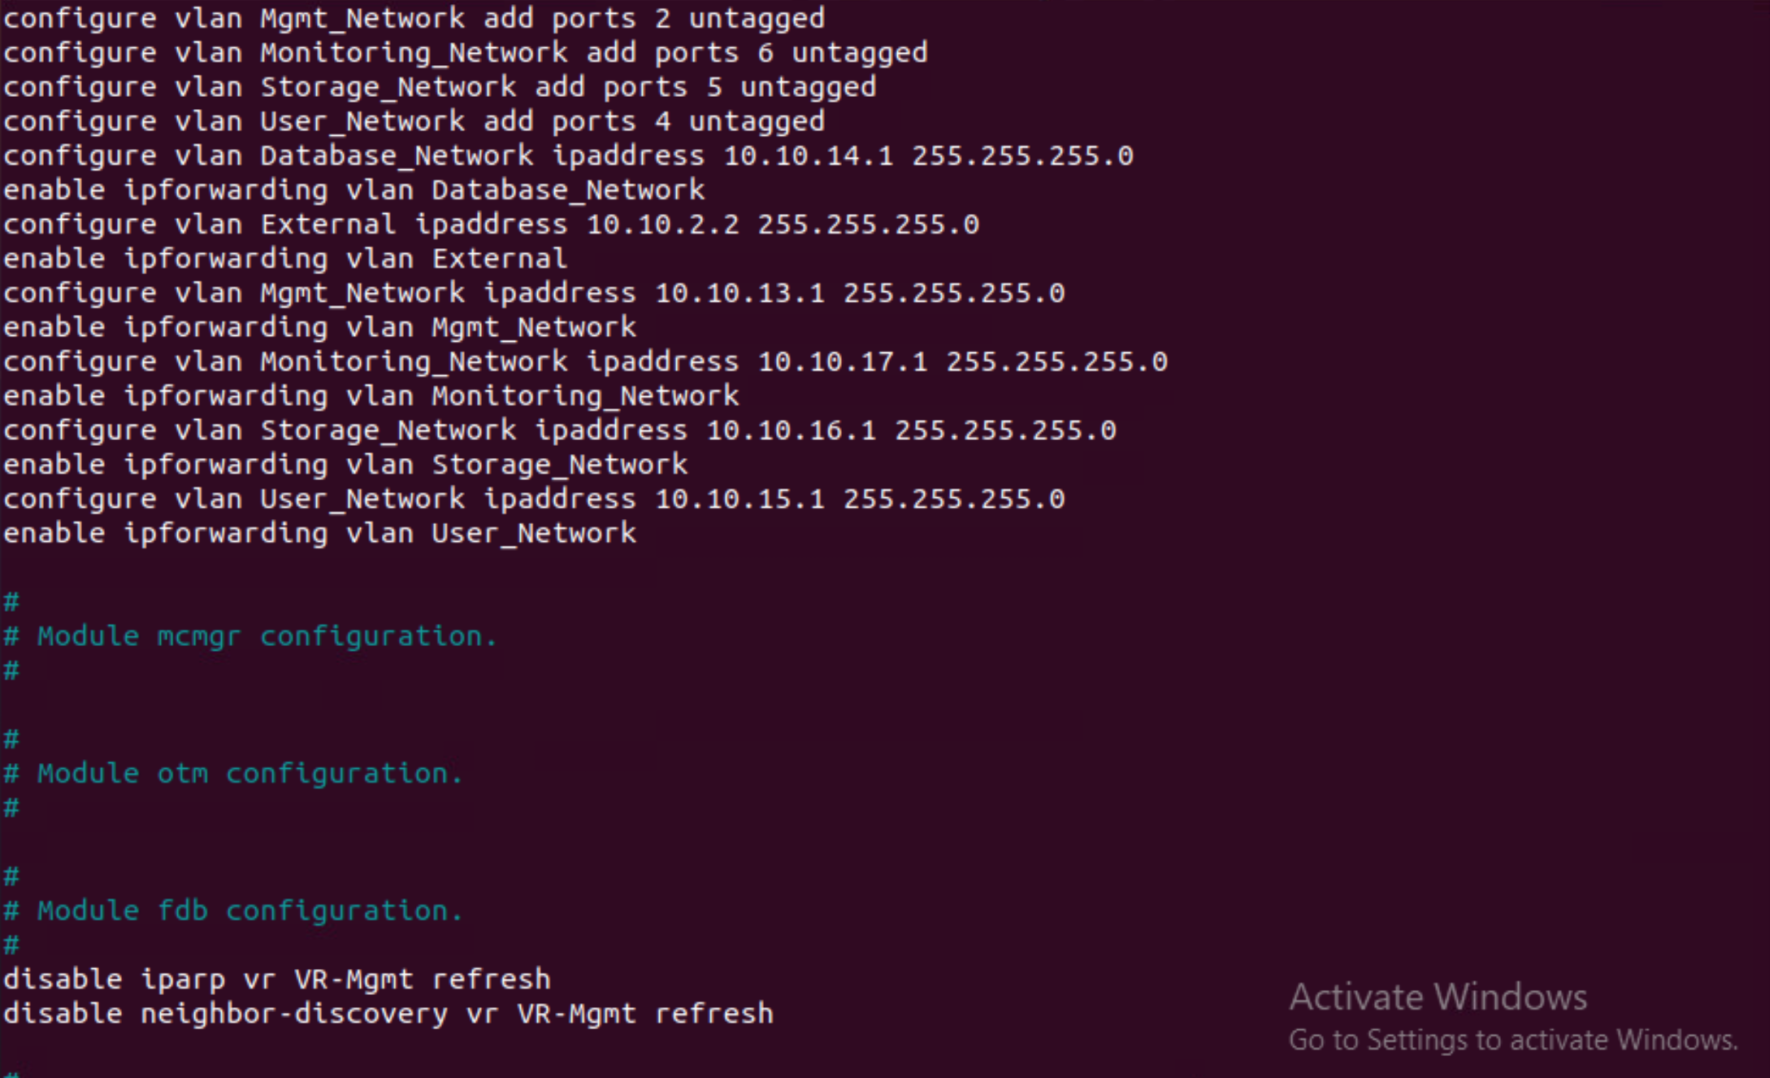 configure vlan Mgmt_Network add ports 2 untagged
configure vlan Monitoring_Network add ports 6 untagged
configure vlan Storage_Network add ports 5 untagged
configure vlan User_Network add ports 4 untagged
configure vlan Database_Network ipaddress 10.10.14.1 255.255.255.0
enable ipforwarding vlan Database_Network
configure vlan External ipaddress 10.10.2.2 255.255.255.0
enable ipforwarding vlan External
configure vlan Mgmt_Network ipaddress 10.10.13.1 255.255.255.0
enable ipforwarding vlan Mgmt_Network
configure vlan Monitoring_Network ipaddress 10.10.17.1 255.255.255.0
enable ipforwarding vlan Monitoring_Network
configure vlan Storage_Network ipaddress 10.10.16.1 255.255.255.0
enable ipforwarding vlan Storage_Network
configure vlan User_Network ipaddress 10.10.15.1 255.255.255.0
enable ipforwarding vlan User_Network
#
# Module mcmgr configuration.
#
#
# Module otm configuration.
#
#
# Module fdb configuration.
#
disable iparp vr VR-Mgmt refresh
disable neighbor-discovery vr VR-Mgmt refresh
#
Activate Windows
Go to Settings to activate Windows.